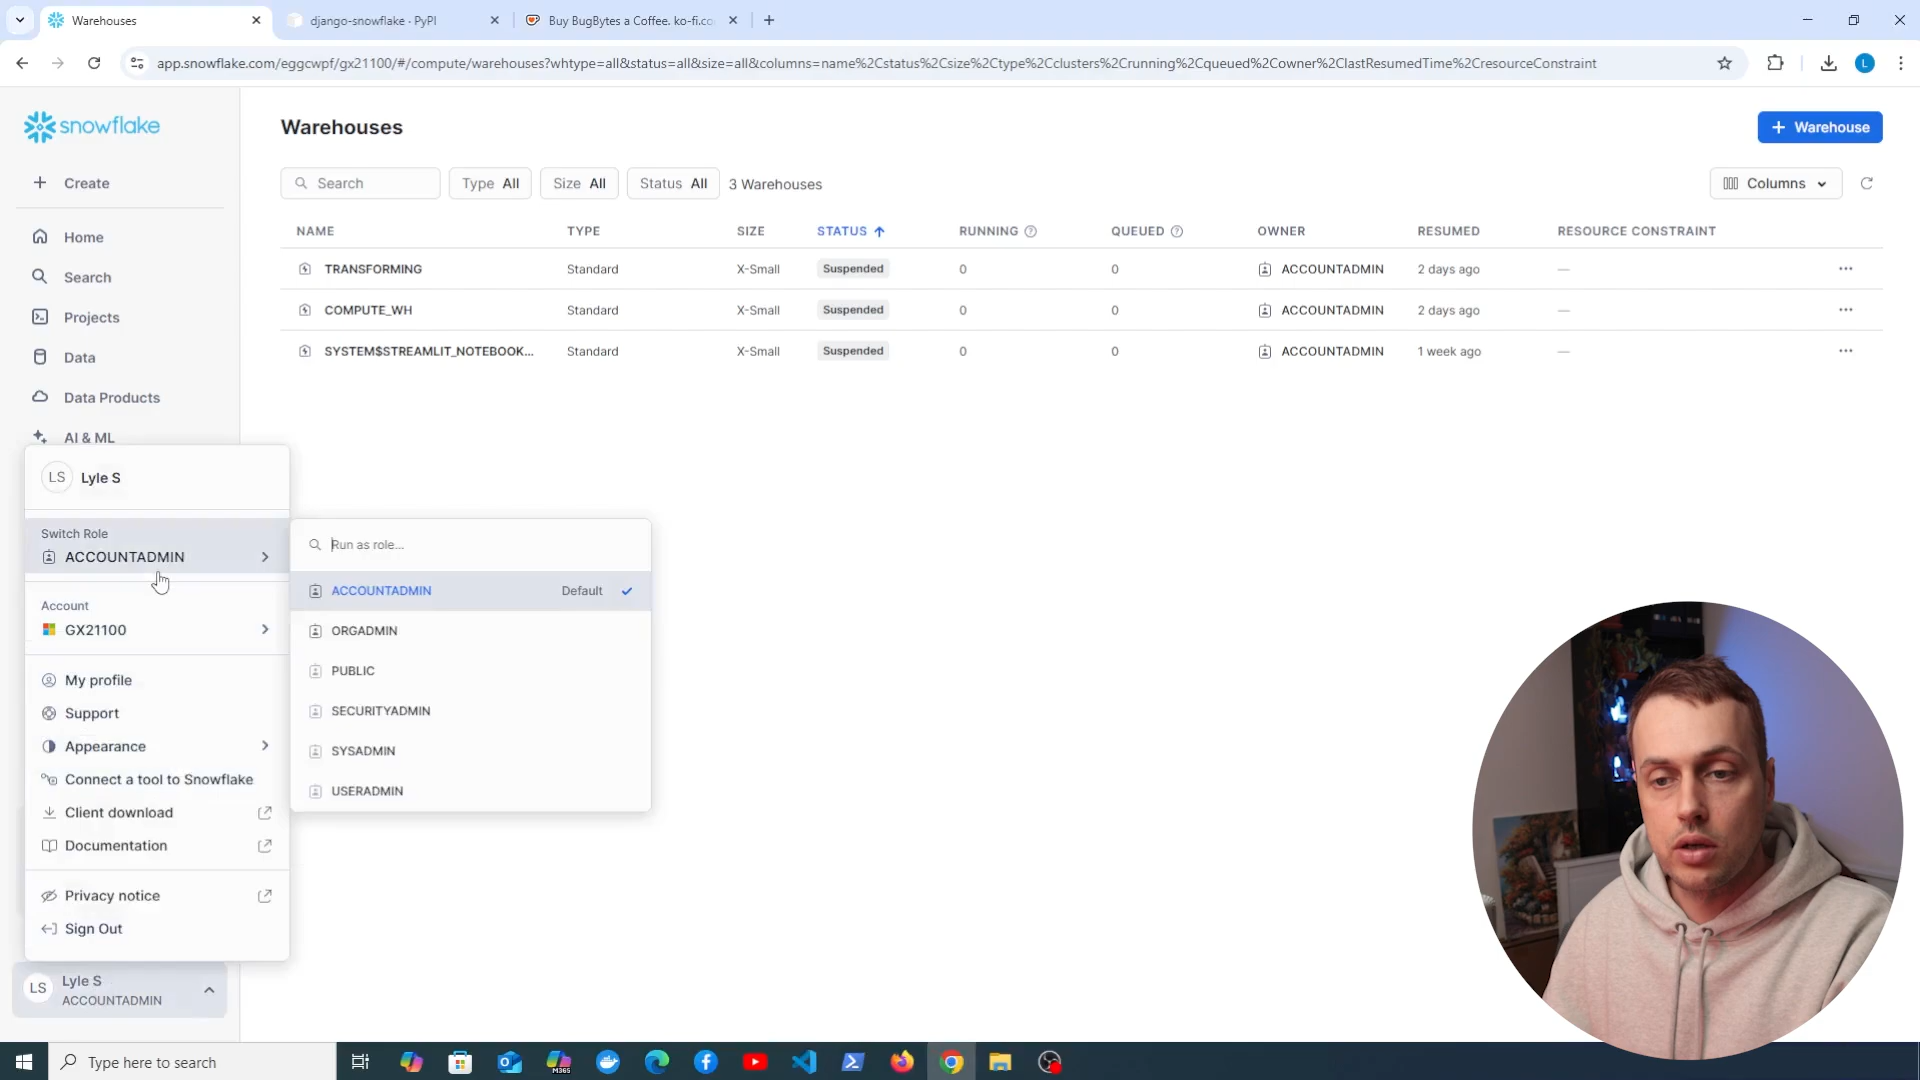 Warehouses
django-snowflake · PyPI
Buy BugBytes a Coffee. ko-fi.co
app.snowflake.com/eggcwpf/gx21100/#/compute/warehouses?whtype=all&status=all&size=all&columns=name%2Cstatus%2Csize%2Ctype%2Cclusters%2Crunning%2Cqueued%2Cowner%2ClastResumedTime%2CresourceConstraint
L
snowflake
Warehouses
+ Warehouse
Create
Search
Type All
Size All
Status All
3 Warehouses
Columns
NAME TYPE SIZE STATUS RUNNING QUEUED OWNER RESUMED RESOURCE CONSTRAINT
TRANSFORMING Standard X-Small Suspended 0 0 ACCOUNTADMIN 2 days ago —
COMPUTE_WH Standard X-Small Suspended 0 0 ACCOUNTADMIN 2 days ago —
SYSTEM$STREAMLIT_NOTEBOOK... Standard X-Small Suspended 0 0 ACCOUNTADMIN 1 week ago —
Home
Search
Projects
Data
Data Products
AI & ML
LS Lyle S
Switch Role
ACCOUNTADMIN
Account
GX21100
My profile
Support
Appearance
Connect a tool to Snowflake
Client download
Documentation
Privacy notice
Sign Out
Run as role...
ACCOUNTADMIN Default
ORGADMIN
PUBLIC
SECURITYADMIN
SYSADMIN
USERADMIN
LS Lyle S
ACCOUNTADMIN
Type here to search
M365